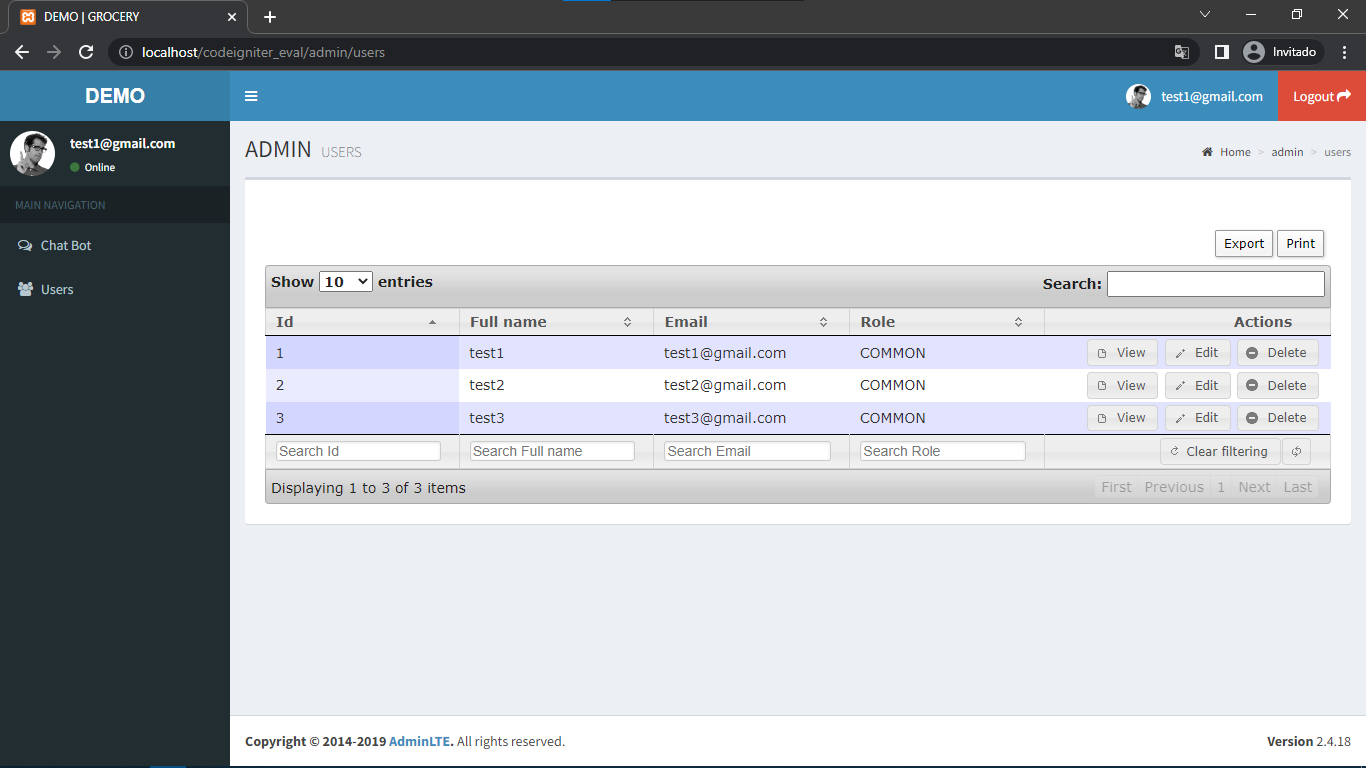 DEMO | GROCERY
localhost/codeigniter_eval/admin/users
Invitado
DEMO
test1@gmail.com
Logout
test1@gmail.com
Online
MAIN NAVIGATION
Chat Bot
Users
ADMIN USERS
Home > admin > users
Export Print
Show 10 entries Search:
Id Full name Email Role Actions
1 test1 test1@gmail.com COMMON View Edit Delete
2 test2 test2@gmail.com COMMON View Edit Delete
3 test3 test3@gmail.com COMMON View Edit Delete
Search Id Search Full name Search Email Search Role Clear filtering
Displaying 1 to 3 of 3 items First Previous 1 Next Last
Copyright © 2014-2019 AdminLTE. All rights reserved. Version 2.4.18